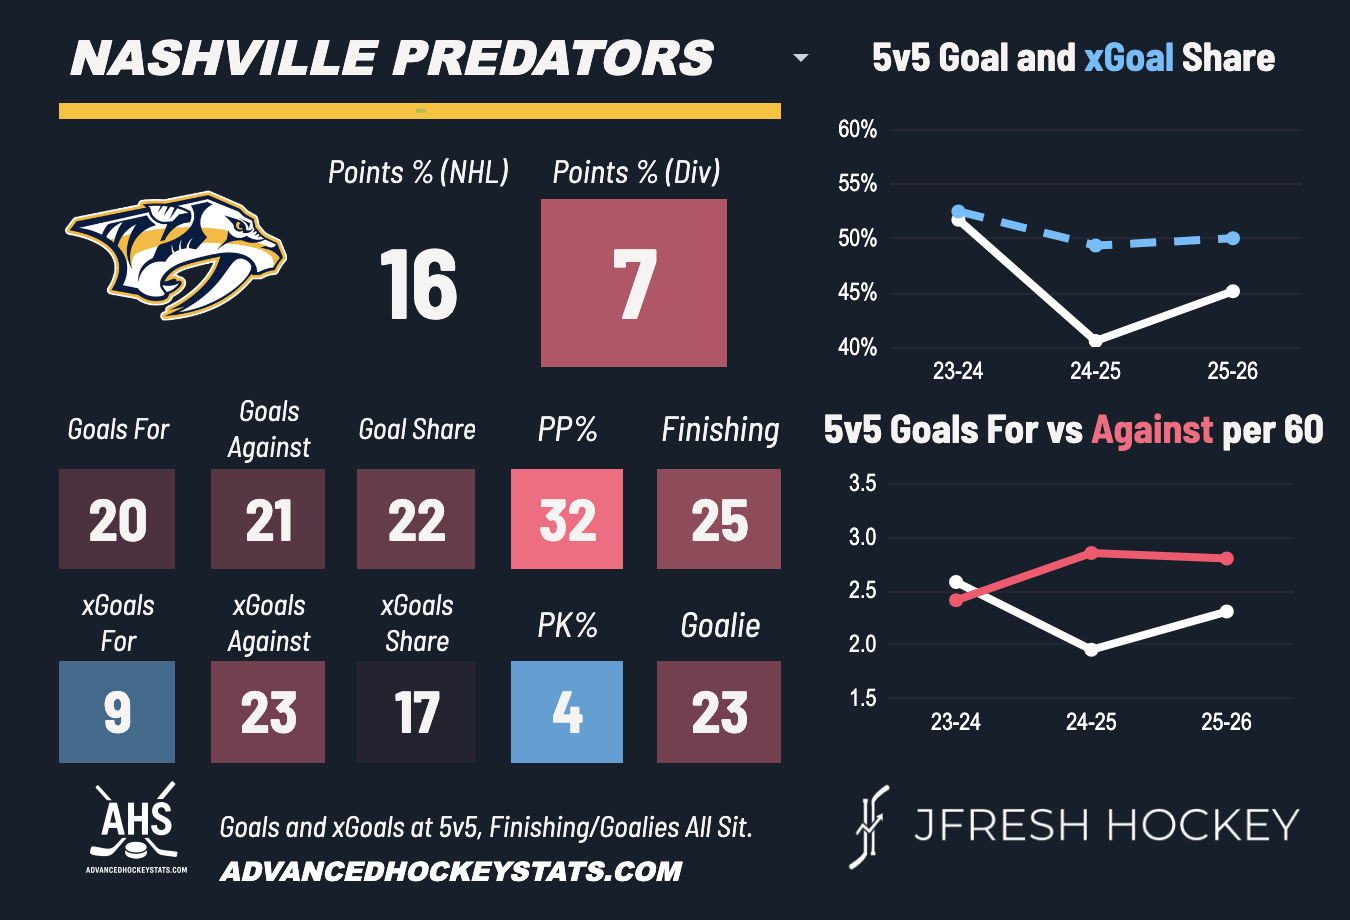 NASHVILLE PREDATORS
Points % (NHL)
Points % (Div)
16
7
Goals For
Goals Against
Goal Share
PP%
Finishing
20
21
22
32
25
xGoals For
xGoals Against
xGoals Share
PK%
Goalie
9
23
17
4
23
AHS
ADVANCEDHOCKEYSTATS.COM
Goals and xGoals at 5v5, Finishing/Goalies All Sit.
ADVANCEDHOCKEYSTATS.COM
5v5 Goal and xGoal Share
60%
55%
50%
45%
40%
23-24
24-25
25-26
5v5 Goals For vs Against per 60
3.5
3.0
2.5
2.0
1.5
23-24
24-25
25-26
JFRESH HOCKEY